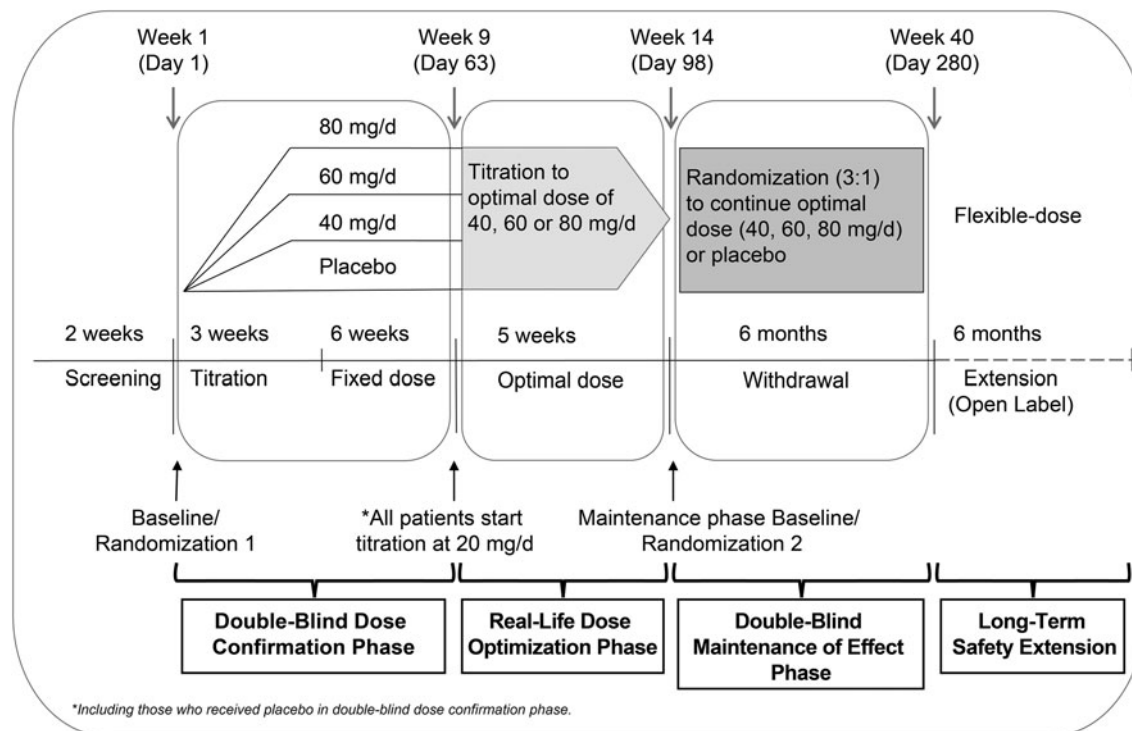 Week 1
(Day 1)
Week 9
(Day 63)
Week 14
(Day 98)
Week 40
(Day 280)
80 mg/d
60 mg/d
40 mg/d
Placebo
Titration to
optimal dose of
40, 60 or 80 mg/d
Randomization (3:1)
to continue optimal
dose (40, 60, 80 mg/d)
or placebo
Flexible-dose
2 weeks
3 weeks
6 weeks
5 weeks
6 months
6 months
Screening
Titration
Fixed dose
Optimal dose
Withdrawal
Extension
(Open Label)
Baseline/
Randomization 1
*All patients start
titration at 20 mg/d
Maintenance phase Baseline/
Randomization 2
Double-Blind Dose
Confirmation Phase
Real-Life Dose
Optimization Phase
Double-Blind
Maintenance of Effect
Phase
Long-Term
Safety Extension
*Including those who received placebo in double-blind dose confirmation phase.